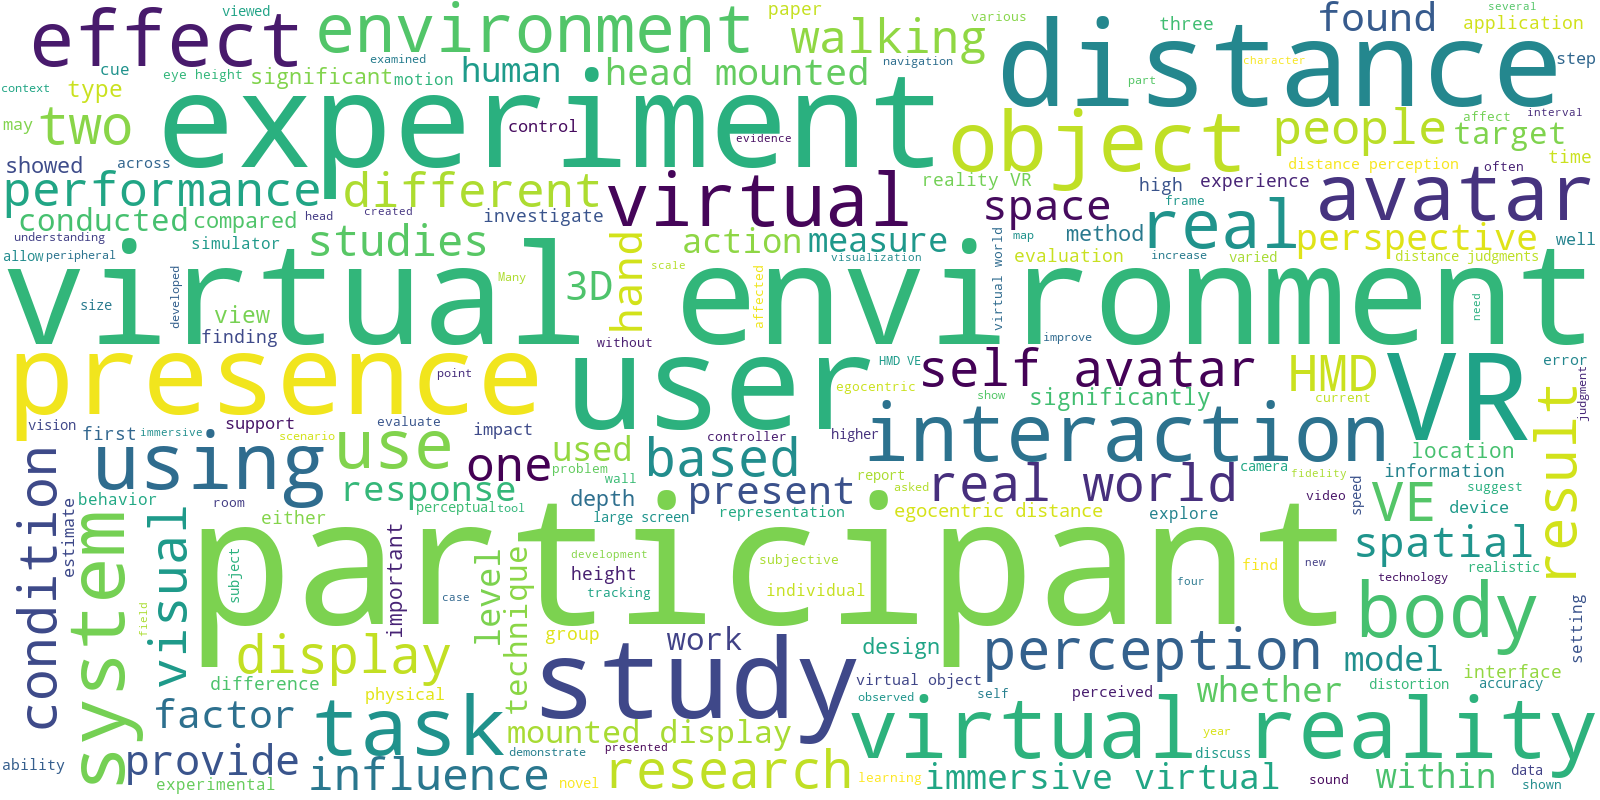 effect
viewed
environment
paper
walking
various
distance
three
found
several
application
cue
eye height
examined
significant
motion
human
head mounted
navigation
character
step
context
type
experiment
part
may
two
control
evidence
object
people
affect
interval
target
showed
across
distance perception
often
time
performance
different
virtual
reality VR
high
experience
avatar
conducted
compared
head
created
investigate
space
frame
real
method
perspective
understanding
simulator
studies
hand
action
measure
map
well
allow
peripheral
visualization
virtual world
evaluation
increase
varied
distance judgments
virtual environment
developed
Many
3D
scale
affected
size
view
need
finding
without
improve
presence
point
user
HMD VE
self avatar
HMD
VR
error
egocentric
show
significantly
current
result
judgment
vision
first
immersive
support
scenario
evaluate
impact
used
controller
higher
interaction
location
condition
using
use
one
problem
based
wall
report
real world
camera
fidelity
information
behavior
room
response
perceptual
tool
depth
present
asked
video
speed
VE
suggest
device
estimate
system
visual
either
large screen
representation
egocentric distance
explore
participant
spatial
subject
important
level
technique
development
height
tracking
subjective
individual
find
four
new
technology
realistic
field
case
group
work
design
perception
body
setting
display
study
model
interface
difference
physical
virtual object
observed
self
perceived
whether
distortion
accuracy
factor
task
mounted display
virtual reality
year
ability
provide
demonstrate
presented
discuss
experimental
influence
novel
research
learning
immersive virtual
sound
within
data
shown